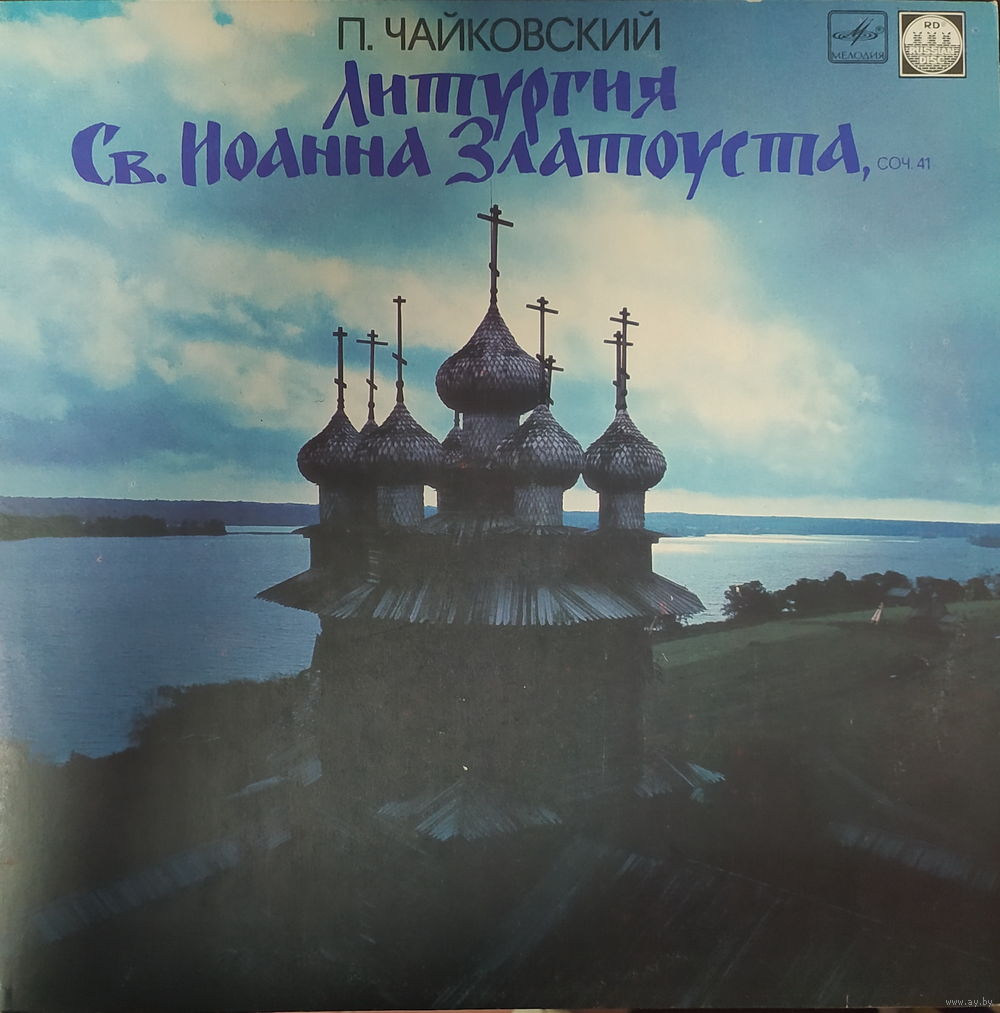 П. ЧАЙКОВСКИЙ
МЕЛОДИЯ
RD
RUSSIAN
DISC
Литургия
Св. Иоанна Златоуста, СОЧ. 41
www.ay.by